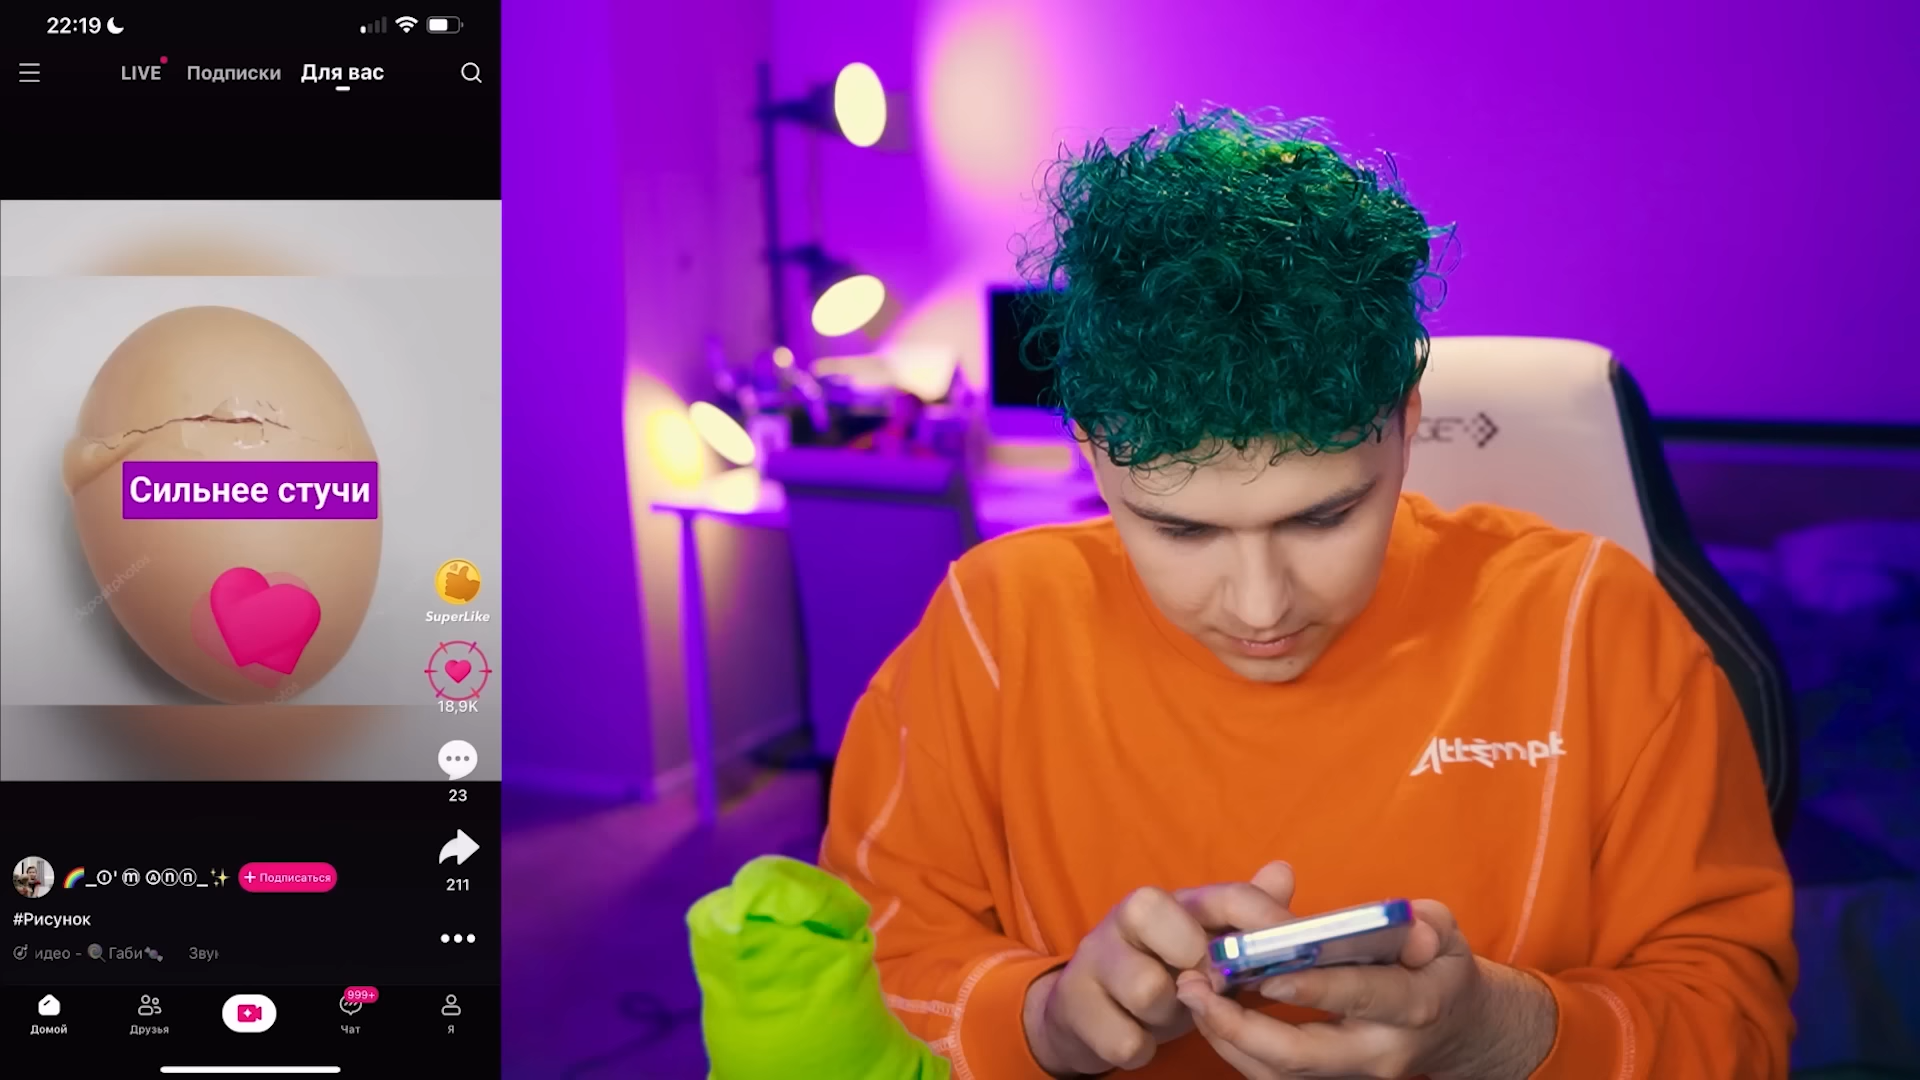 22:19
LIVE Подписки Для вас
depositphotos
Сильнее стучи
SuperLike
18,9K
23
211
Подписаться
#Рисунок
идео - Габи Звук
Домой
Друзья
999+
Чат
Я
Attempt